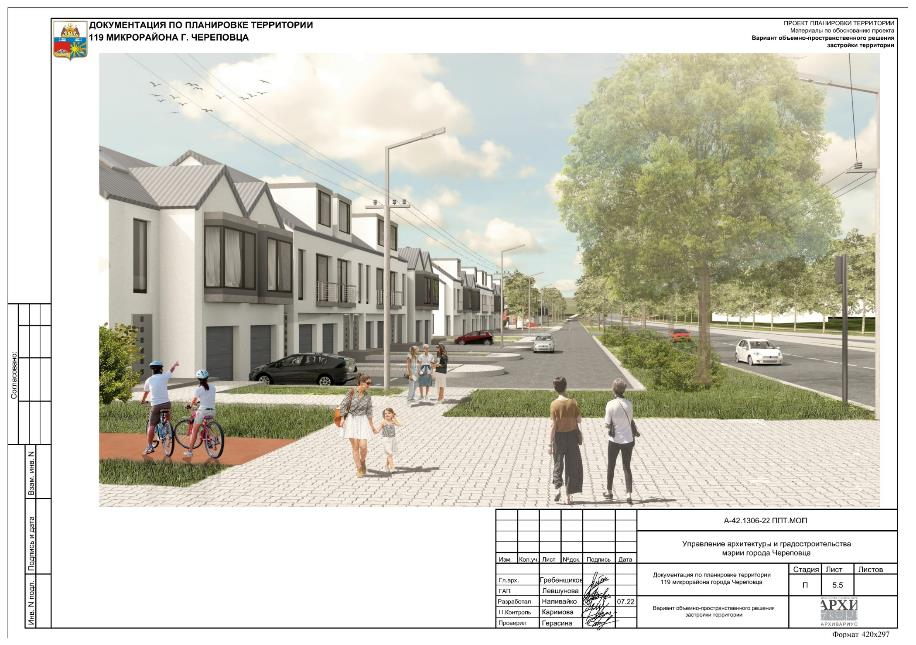 ДОКУМЕНТАЦИЯ ПО ПЛАНИРОВКЕ ТЕРРИТОРИИ
119 МИКРОРАЙОНА Г. ЧЕРЕПОВЦА
ПРОЕКТ ПЛАНИРОВКИ ТЕРРИТОРИИ
Материалы по обоснованию проекта
Вариант объемно-пространственного решения
застройки территории
Согласовано:
Взам. инв. N
Подпись и дата
Инв. N подл.
А-42.1306-22 ППТ.МОП
Управление архитектуры и градостроительства
мэрии города Череповца
Изм Кол.уч Лист №док. Подпись Дата
Гл.арх. Гребенщиков
ГАП Левшунова
Разработал Наливайко 07.22
Н.Контроль Каримова
Проверил Герасина
Документация по планировке территории
119 микрорайона города Череповца
Стадия Лист Листов
П 5.5
Вариант объемно-пространственного решения
застройки территории
АРХИ
АРХИВАРИУС
Формат 420x297